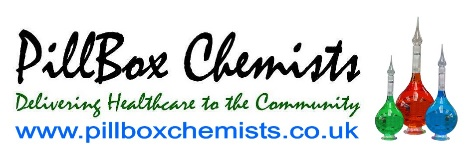 PillBox Chemists
Delivering Healthcare to the Community
www.pillboxchemists.co.uk